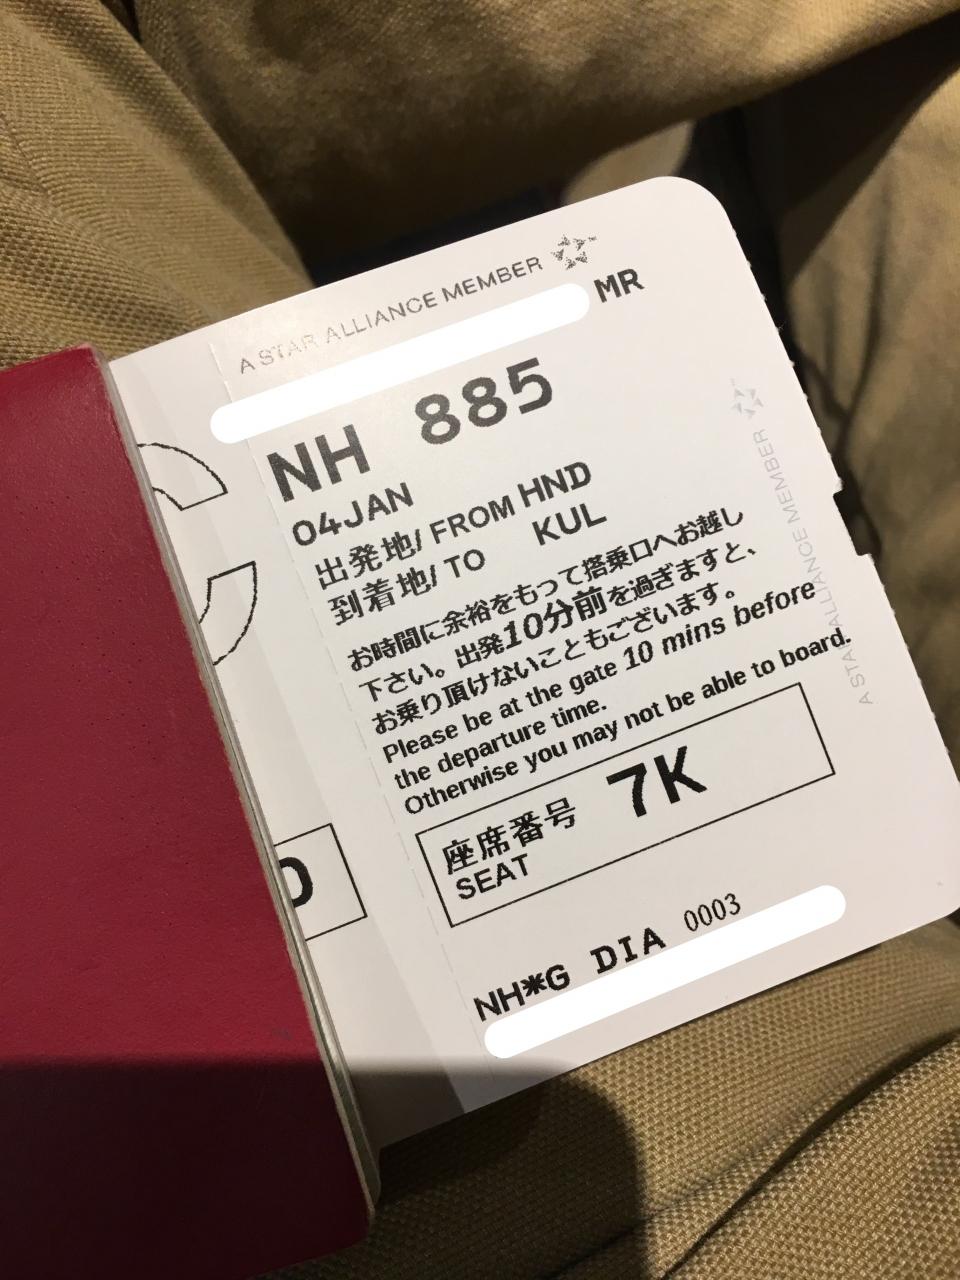 A STAR ALLIANCE MEMBER
MR
NH 885
04JAN
出発地/ FROM HND
到着地/ TO KUL
お時間に余裕をもって搭乗口へお越し
下さい。出発10分前を過ぎますと、
お乗り頂けないこともございます。
Please be at the gate 10 mins before
the departure time.
Otherwise you may not be able to board.
座席番号 7K
SEAT
NH*G DIA 0003
A STAR ALLIANCE MEMBER